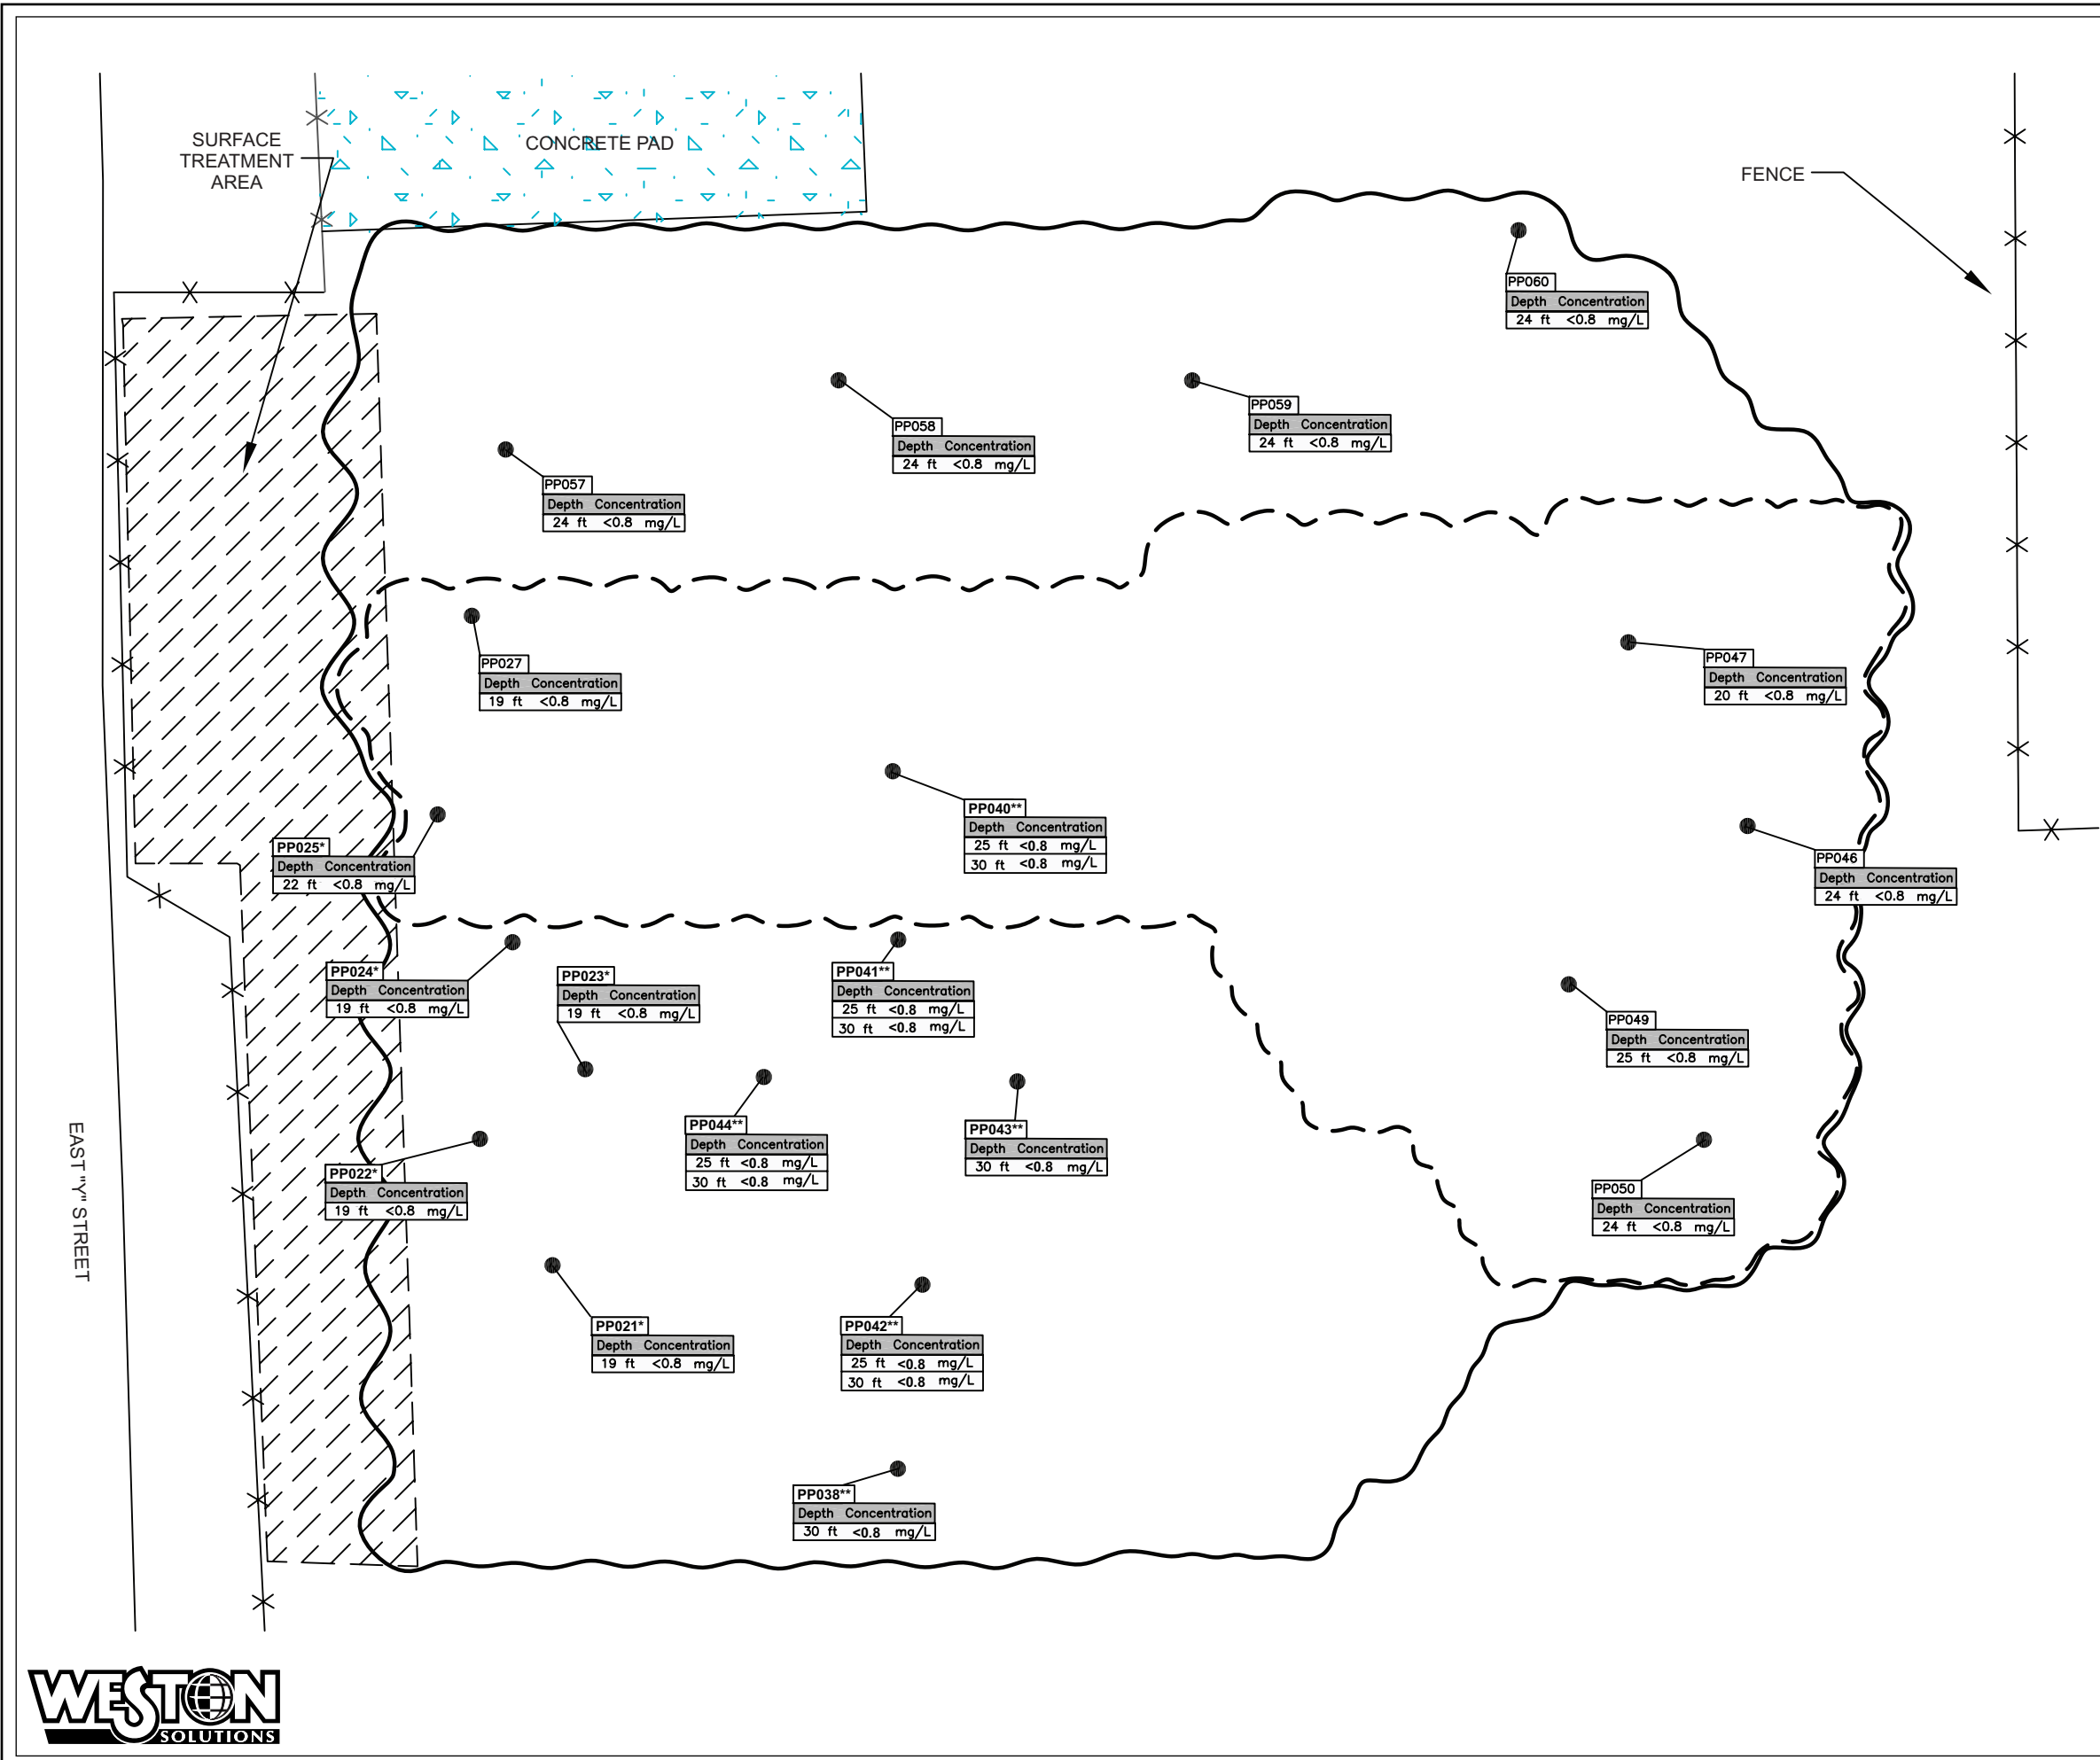 SURFACE
TREATMENT
AREA
CONCRETE PAD
FENCE
PP060
Depth Concentration
24 ft <0.8 mg/L
PP059
Depth Concentration
24 ft <0.8 mg/L
PP058
Depth Concentration
24 ft <0.8 mg/L
PP057
Depth Concentration
24 ft <0.8 mg/L
PP027
Depth Concentration
19 ft <0.8 mg/L
PP047
Depth Concentration
20 ft <0.8 mg/L
PP040**
Depth Concentration
25 ft <0.8 mg/L
30 ft <0.8 mg/L
PP025*
Depth Concentration
22 ft <0.8 mg/L
PP046
Depth Concentration
24 ft <0.8 mg/L
PP024*
Depth Concentration
19 ft <0.8 mg/L
PP023*
Depth Concentration
19 ft <0.8 mg/L
PP041**
Depth Concentration
25 ft <0.8 mg/L
30 ft <0.8 mg/L
PP049
Depth Concentration
25 ft <0.8 mg/L
PP044**
Depth Concentration
25 ft <0.8 mg/L
30 ft <0.8 mg/L
PP043**
Depth Concentration
30 ft <0.8 mg/L
EAST "Y" STREET
PP022*
Depth Concentration
19 ft <0.8 mg/L
PP050
Depth Concentration
24 ft <0.8 mg/L
PP021*
Depth Concentration
19 ft <0.8 mg/L
PP042**
Depth Concentration
25 ft <0.8 mg/L
30 ft <0.8 mg/L
PP038**
Depth Concentration
30 ft <0.8 mg/L
WESTON
SOLUTIONS